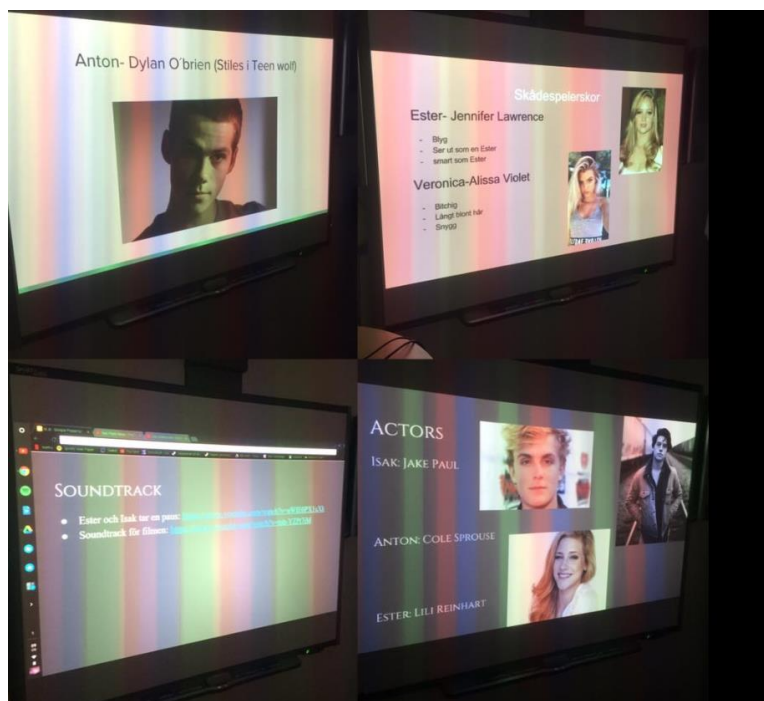 Anton- Dylan O´brien (Stiles i Teen wolf)
Skådespelerskor
Ester- Jennifer Lawrence
- Blyg
- Ser ut som en Ester
- smart som Ester
Veronica-Alissa Violet
- Bitchig
- Långt blont hår
- Snygg
SOUNDTRACK
● Ester och Isak tar en paus:
● Soundtrack för filmen:
ACTORS
ISAK: JAKE PAUL
ANTON: COLE SPROUSE
ESTER: LILI REINHART